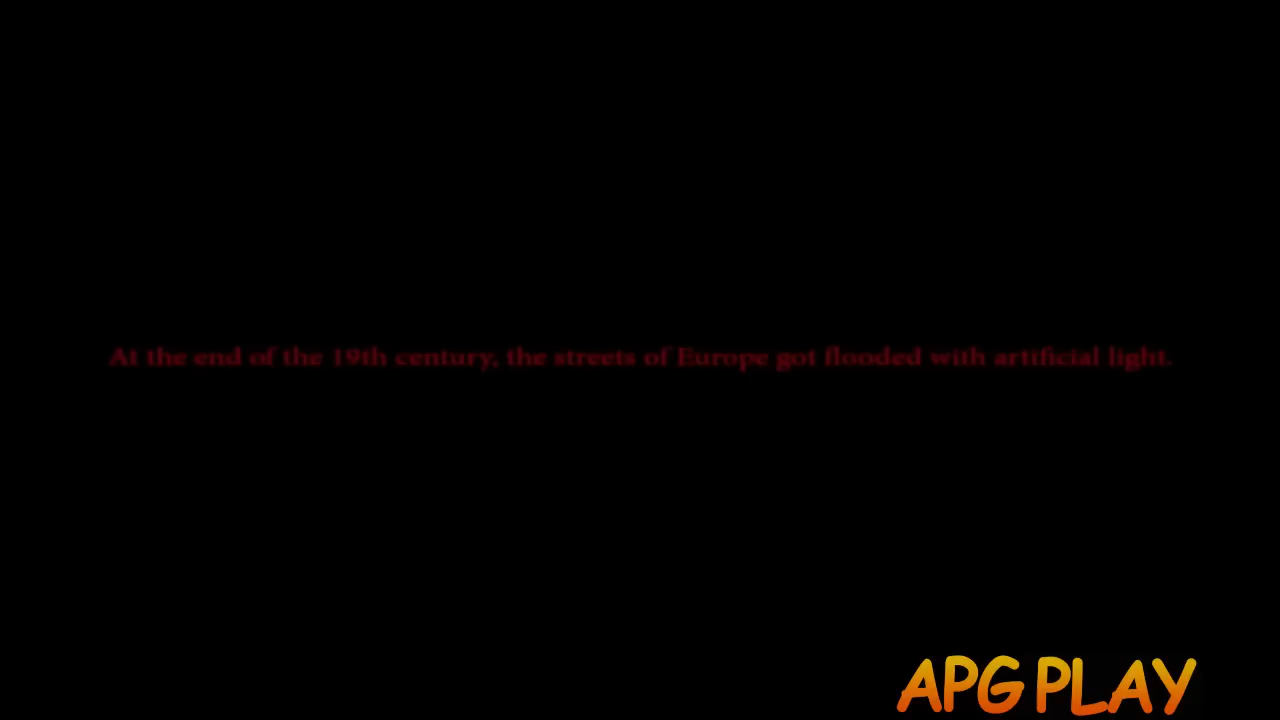 At the end of the 19th century, the streets of Europe got flooded with artificial light.
APG PLAY